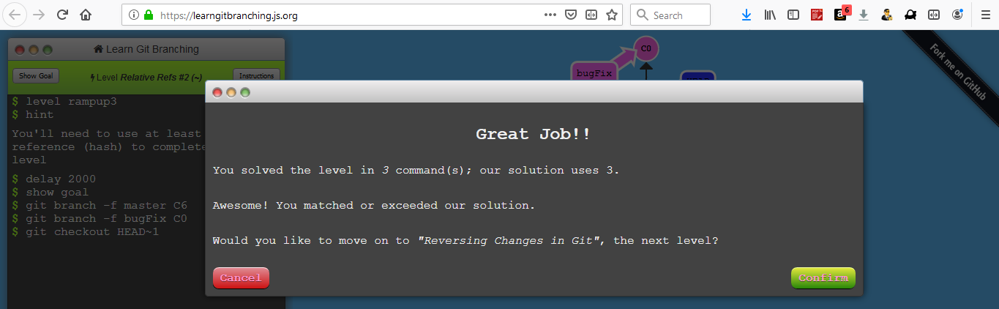 https://learngitbranching.js.org
Search
6
Learn Git Branching
Show Goal
Level Relative Refs #2 (~)
Instructions
$ level rampup3
$ hint
You'll need to use at least
reference (hash) to complete
level
$ delay 2000
$ show goal
$ git branch -f master C6
$ git branch -f bugFix C0
$ git checkout HEAD~1
C0
bugFix
Fork me on GitHub
Great Job!!
You solved the level in 3 command(s); our solution uses 3.
Awesome! You matched or exceeded our solution.
Would you like to move on to "Reversing Changes in Git", the next level?
Cancel
Confirm